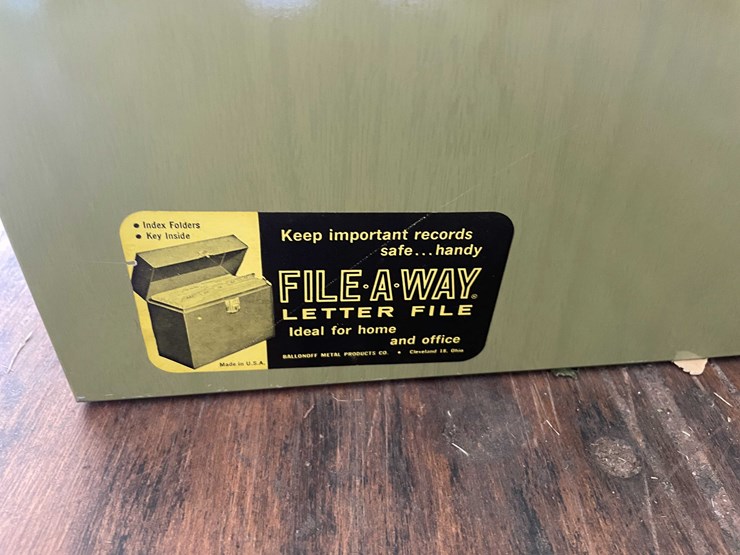 • Index Folders
• Key Inside
Made in U.S.A.
Keep important records
safe...handy
FILE·A·WAY®
LETTER FILE
Ideal for home
and office
BALLONOFF METAL PRODUCTS CO. • Cleveland 18, Ohio